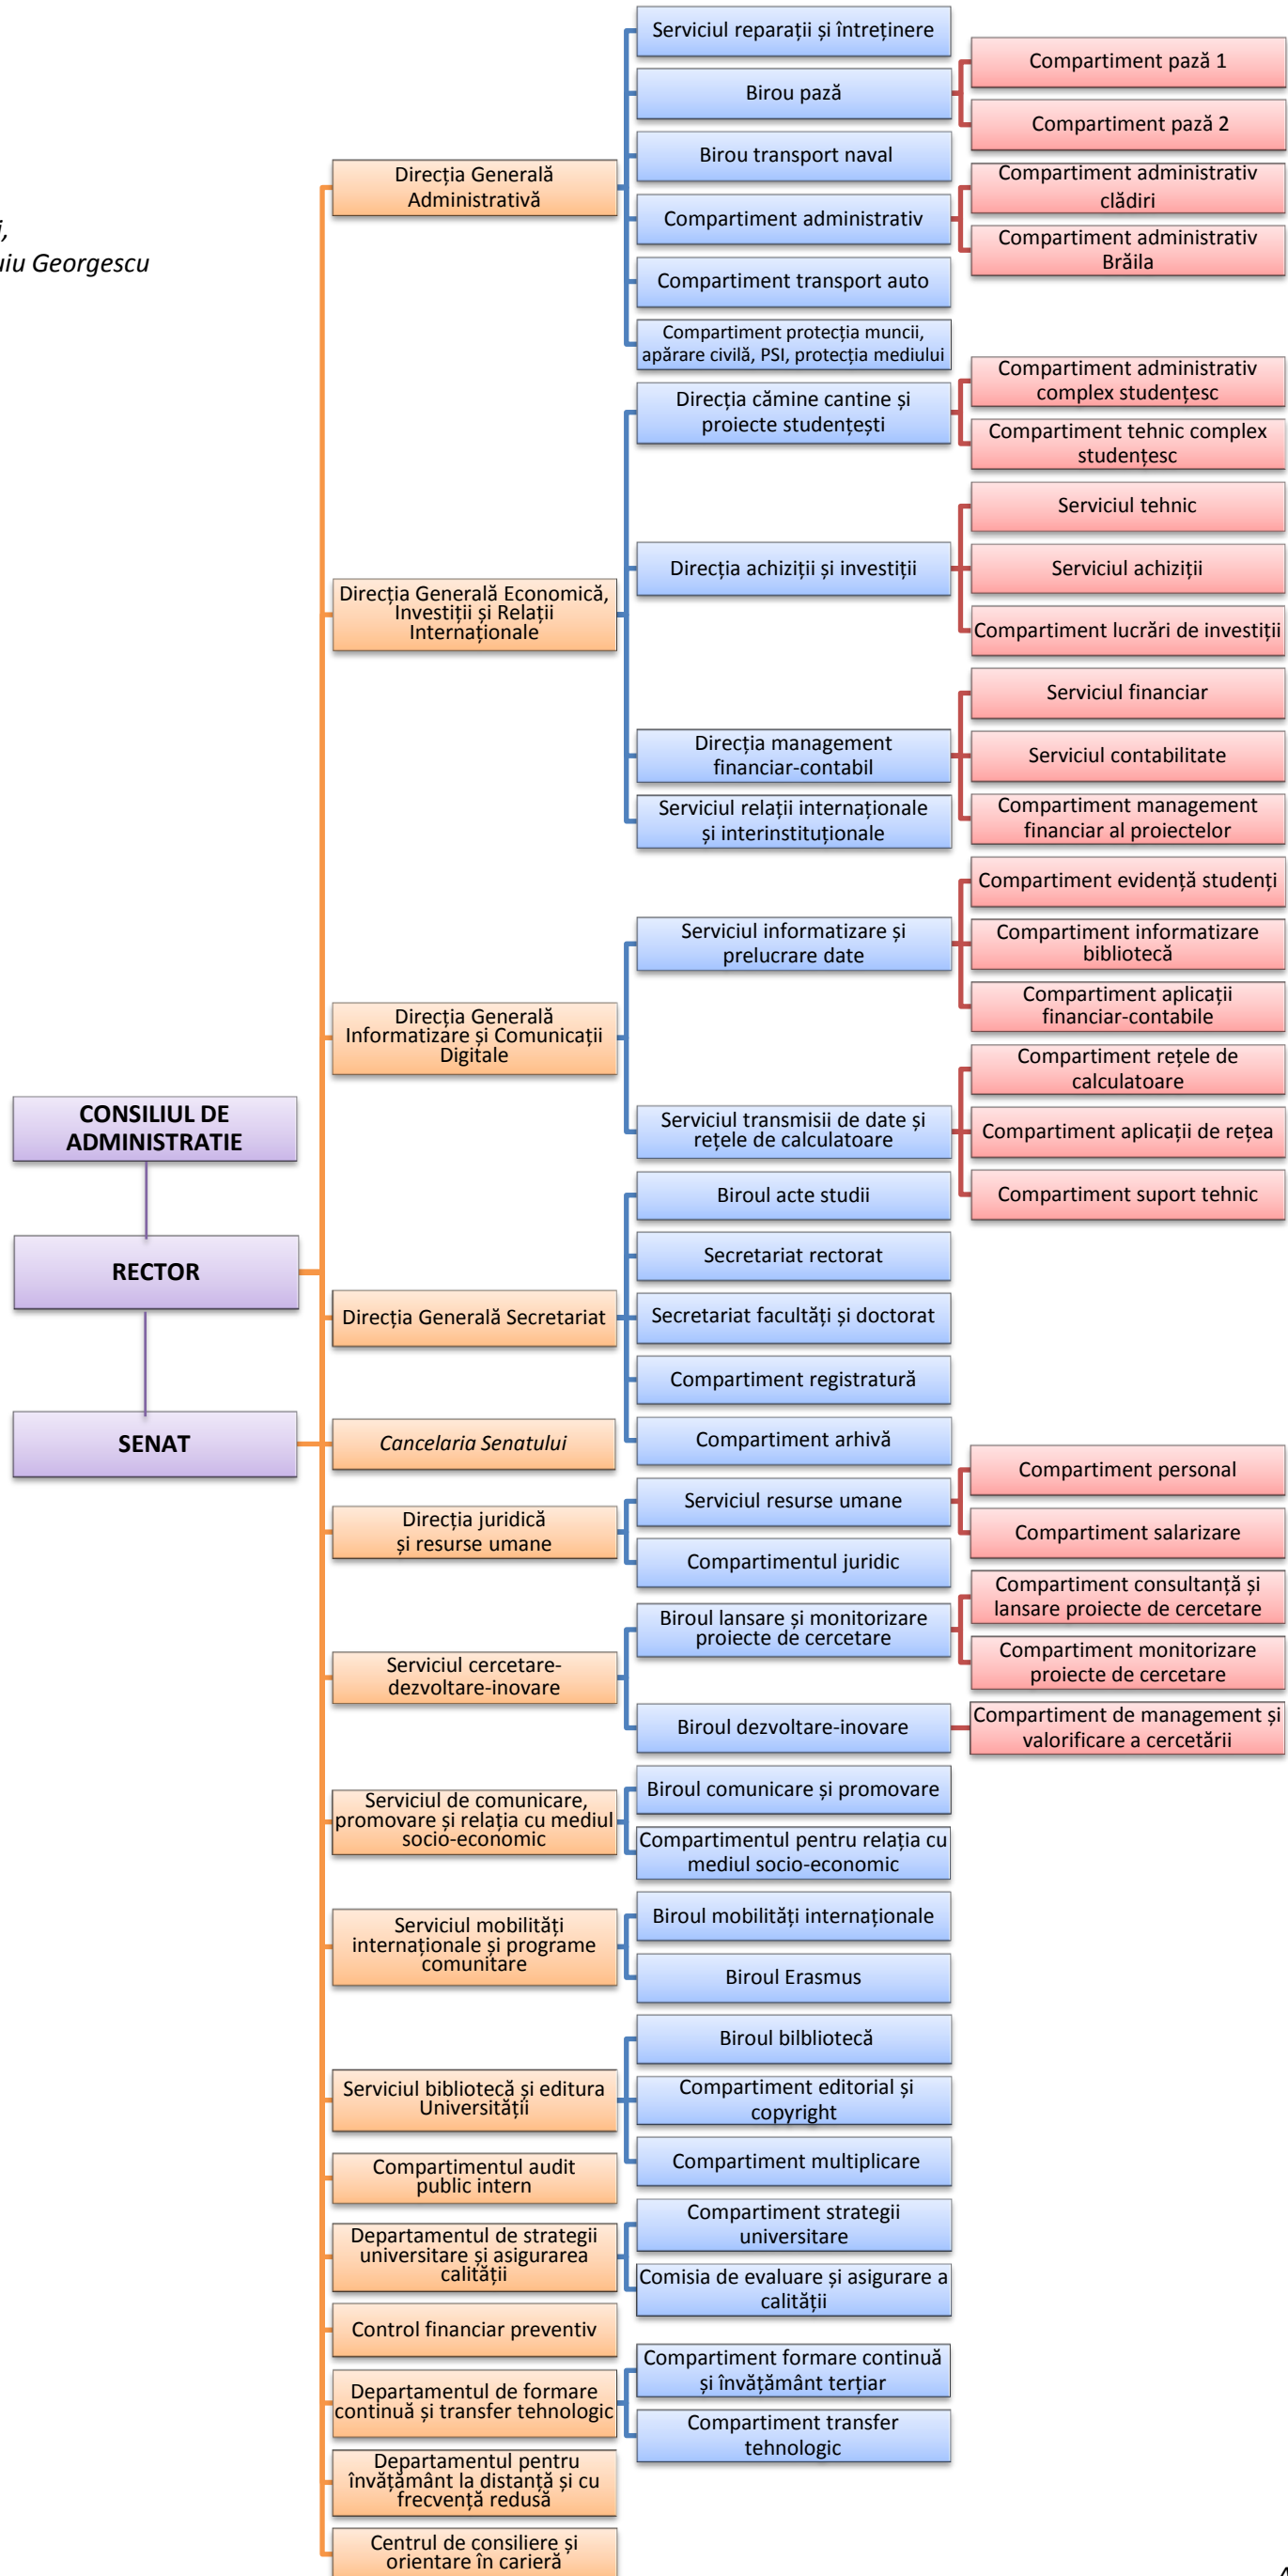 i,
uiu Georgescu
CONSILIUL DE
ADMINISTRATIE
RECTOR
SENAT
Direcția Generală
Administrativă
Serviciul reparații și întreținere
Birou pază
Compartiment pază 1
Compartiment pază 2
Birou transport naval
Compartiment administrativ
Compartiment administrativ
clădiri
Compartiment administrativ
Brăila
Compartiment transport auto
Compartiment protecția muncii,
apărare civilă, PSI, protecția mediului
Direcția Generală Economică,
Investiții și Relații
Internaționale
Direcția cămine cantine și
proiecte studențești
Compartiment administrativ
complex studențesc
Compartiment tehnic complex
studențesc
Direcția achiziții și investiții
Serviciul tehnic
Serviciul achiziții
Compartiment lucrări de investiții
Direcția management
financiar-contabil
Serviciul financiar
Serviciul contabilitate
Compartiment management
financiar al proiectelor
Serviciul relații internaționale
și interinstituționale
Direcția Generală
Informatizare și Comunicații
Digitale
Serviciul informatizare și
prelucrare date
Compartiment evidență studenți
Compartiment informatizare
bibliotecă
Compartiment aplicații
financiar-contabile
Serviciul transmisii de date și
rețele de calculatoare
Compartiment rețele de
calculatoare
Compartiment aplicații de rețea
Compartiment suport tehnic
Direcția Generală Secretariat
Biroul acte studii
Secretariat rectorat
Secretariat facultăți și doctorat
Compartiment registratură
Compartiment arhivă
Cancelaria Senatului
Direcția juridică
și resurse umane
Serviciul resurse umane
Compartiment personal
Compartiment salarizare
Compartimentul juridic
Serviciul cercetare-
dezvoltare-inovare
Biroul lansare și monitorizare
proiecte de cercetare
Compartiment consultanță și
lansare proiecte de cercetare
Compartiment monitorizare
proiecte de cercetare
Biroul dezvoltare-inovare
Compartiment de management și
valorificare a cercetării
Serviciul de comunicare,
promovare și relația cu mediul
socio-economic
Biroul comunicare și promovare
Compartimentul pentru relația cu
mediul socio-economic
Serviciul mobilități
internaționale și programe
comunitare
Biroul mobilități internaționale
Biroul Erasmus
Serviciul bibliotecă și editura
Universității
Biroul bilbliotecă
Compartiment editorial și
copyright
Compartiment multiplicare
Compartimentul audit
public intern
Departamentul de strategii
universitare și asigurarea
calității
Compartiment strategii
universitare
Comisia de evaluare și asigurare a
calității
Control financiar preventiv
Departamentul de formare
continuă și transfer tehnologic
Compartiment formare continuă
și învățământ terțiar
Compartiment transfer
tehnologic
Departamentul pentru
învățământ la distanță și cu
frecvență redusă
Centrul de consiliere și
orientare în carieră